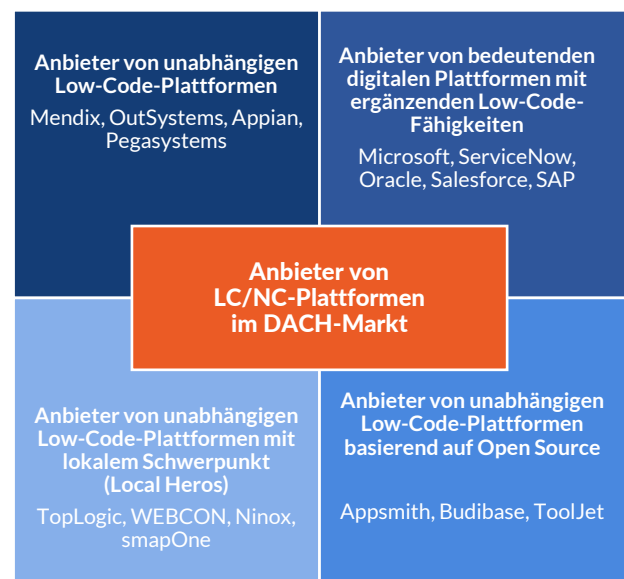 Anbieter von unabhängigen
Low-Code-Plattformen
Mendix, OutSystems, Appian,
Pegasystems
Anbieter von bedeutenden
digitalen Plattformen mit
ergänzenden Low-Code-
Fähigkeiten
Microsoft, ServiceNow,
Oracle, Salesforce, SAP
Anbieter von
LC/NC-Plattformen
im DACH-Markt
Anbieter von unabhängigen
Low-Code-Plattformen mit
lokalem Schwerpunkt
(Local Heros)
TopLogic, WEBCON, Ninox,
smapOne
Anbieter von unabhängigen
Low-Code-Plattformen
basierend auf Open Source
Appsmith, Budibase, ToolJet